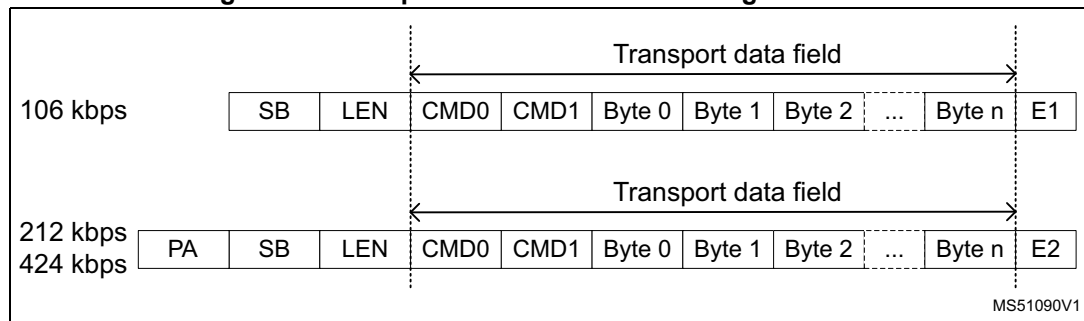 Transport data field
106 kbps SB LEN CMD0 CMD1 Byte 0 Byte 1 Byte 2 ... Byte n E1
Transport data field
212 kbps
424 kbps PA SB LEN CMD0 CMD1 Byte 0 Byte 1 Byte 2 ... Byte n E2
MS51090V1